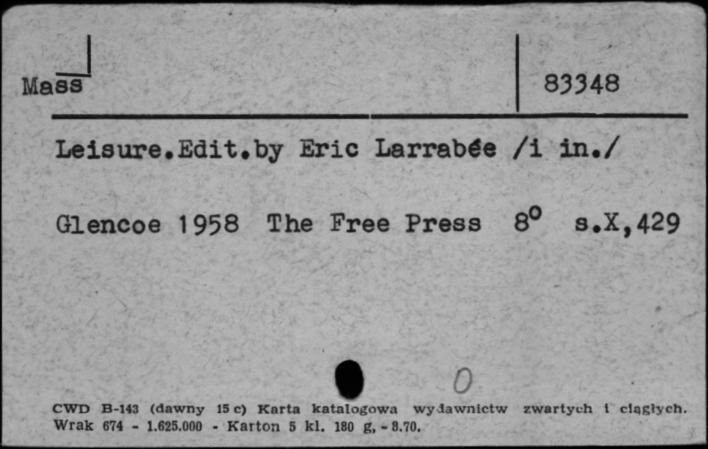 Mass
83348
Leisure.Edit.by Eric Larrabée /i in./
Glencoe 1958 The Free Press 8º s.X,429
0
CWD B-143 (dawny 15 c) Karta katalogowa wydawnictw zwartych i ciągłych.
Wrak 674 - 1.625.000 - Karton 5 kl. 180 g, - 8.70.